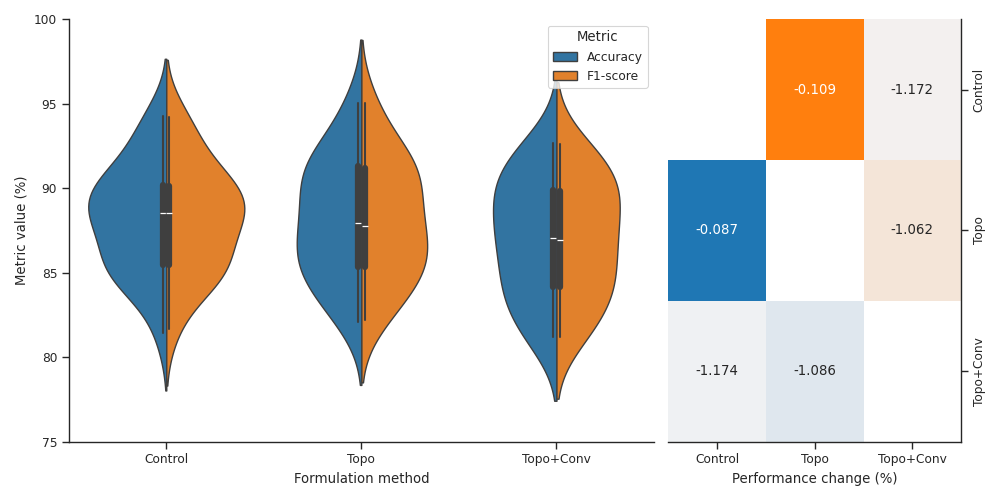 Metric value (%)
100
95
90
85
80
75
Metric
Accuracy
F1-score
Control
Topo
Topo+Conv
Formulation method
-0.109
-1.172
-0.087
-1.062
-1.174
-1.086
Control
Topo
Topo+Conv
Control
Topo
Topo+Conv
Performance change (%)